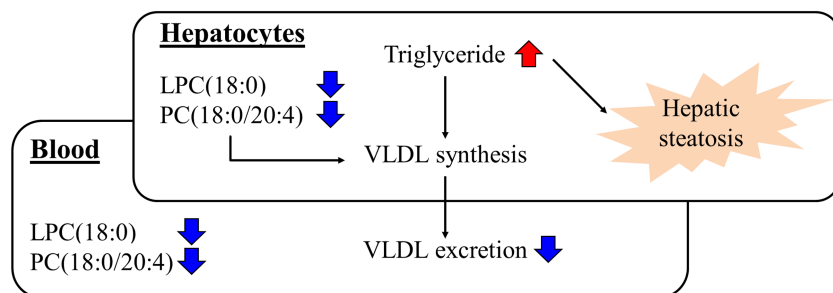 Hepatocytes
Triglyceride
LPC(18:0)
PC(18:0/20:4)
Hepatic
steatosis
VLDL synthesis
Blood
LPC(18:0)
PC(18:0/20:4)
VLDL excretion